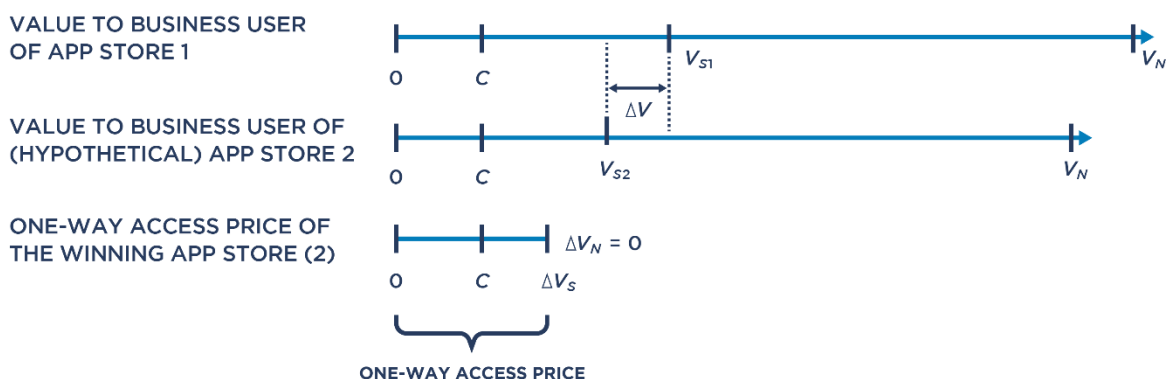 VALUE TO BUSINESS USER
OF APP STORE 1
0 C V_S1 V_N
ΔV
VALUE TO BUSINESS USER OF
(HYPOTHETICAL) APP STORE 2
0 C V_S2 V_N
ONE-WAY ACCESS PRICE OF
THE WINNING APP STORE (2)
ΔV_N = 0
0 C ΔV_S
ONE-WAY ACCESS PRICE